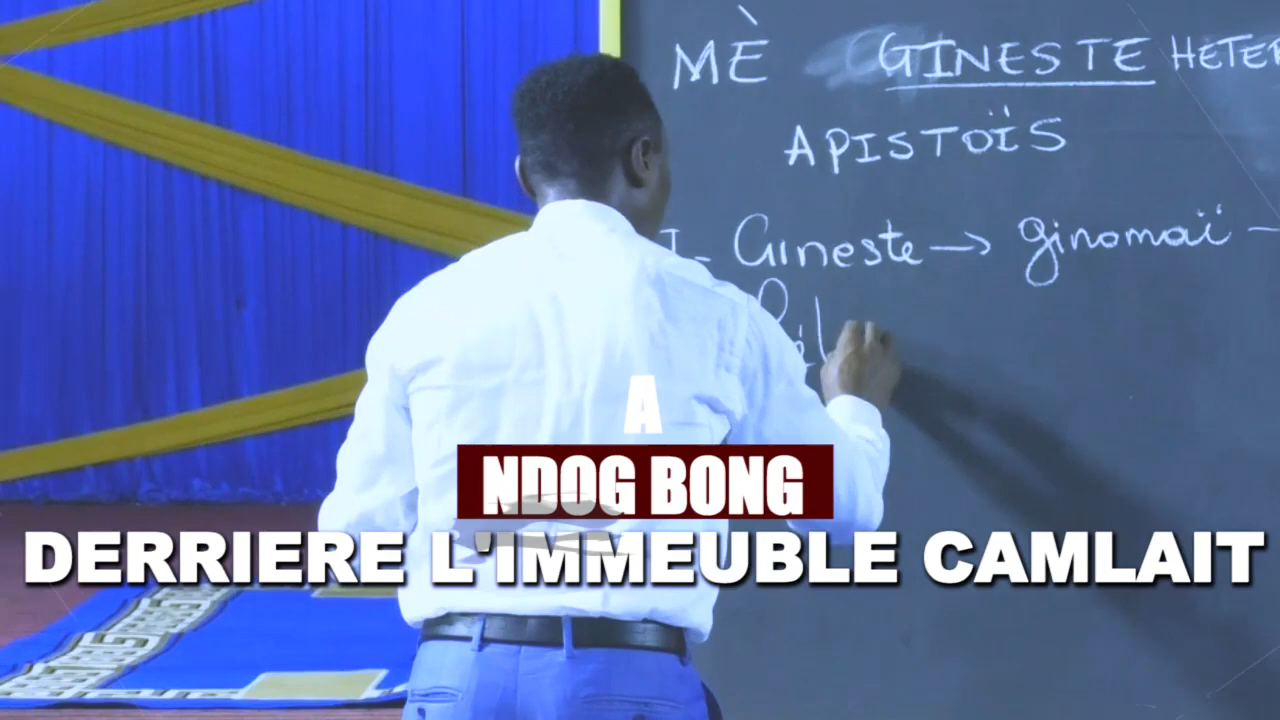 MÈ GINESTE HETER
APISTOÏS
I- Gineste → ginomaï -
A
NDOG BONG
DERRIERE L'IMMEUBLE CAMLAIT